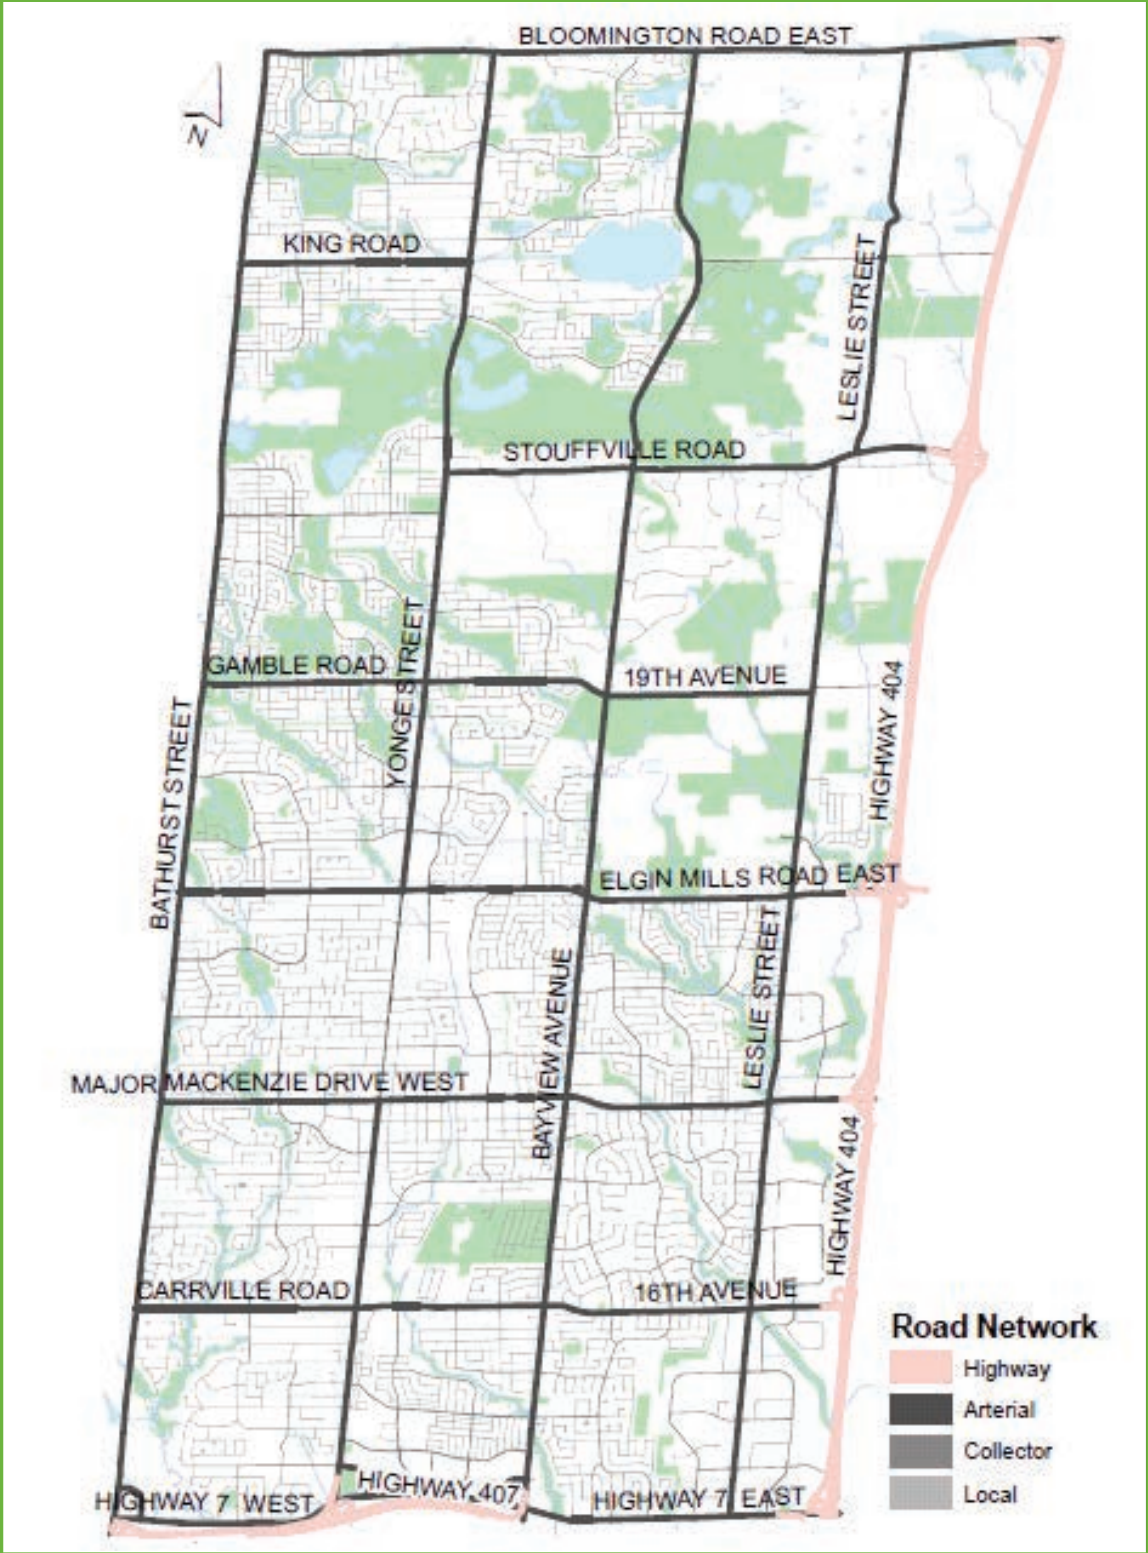 BLOOMINGTON ROAD EAST
N
KING ROAD
LESLIE STREET
STOUFFVILLE ROAD
GAMBLE ROAD
YONGE STREET
19TH AVENUE
BATHURST STREET
HIGHWAY 404
ELGIN MILLS ROAD EAST
BAYVIEW AVENUE
LESLIE STREET
MAJOR MACKENZIE DRIVE WEST
HIGHWAY 404
CARRVILLE ROAD
16TH AVENUE
Road Network
Highway
Arterial
Collector
Local
HIGHWAY 7 WEST
HIGHWAY 407
HIGHWAY 7 EAST